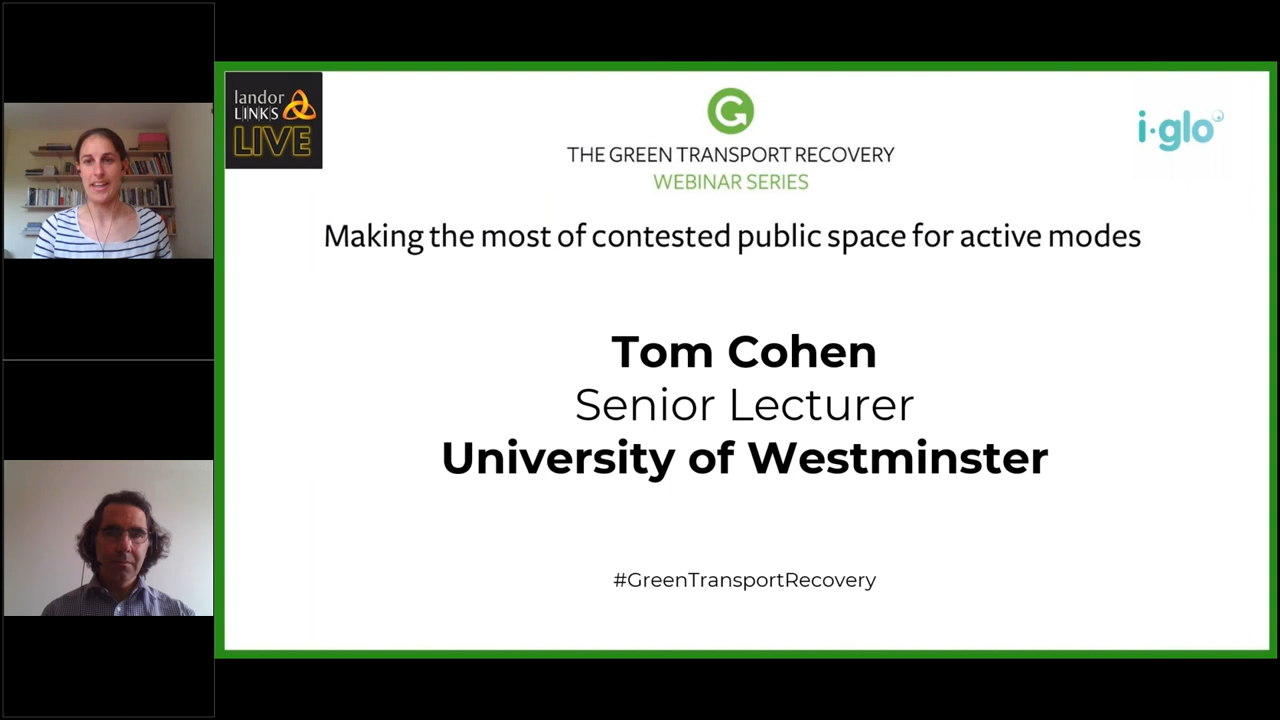 landor
LINKS
LIVE
G
THE GREEN TRANSPORT RECOVERY
WEBINAR SERIES
i·glo
Making the most of contested public space for active modes
Tom Cohen
Senior Lecturer
University of Westminster
#GreenTransportRecovery